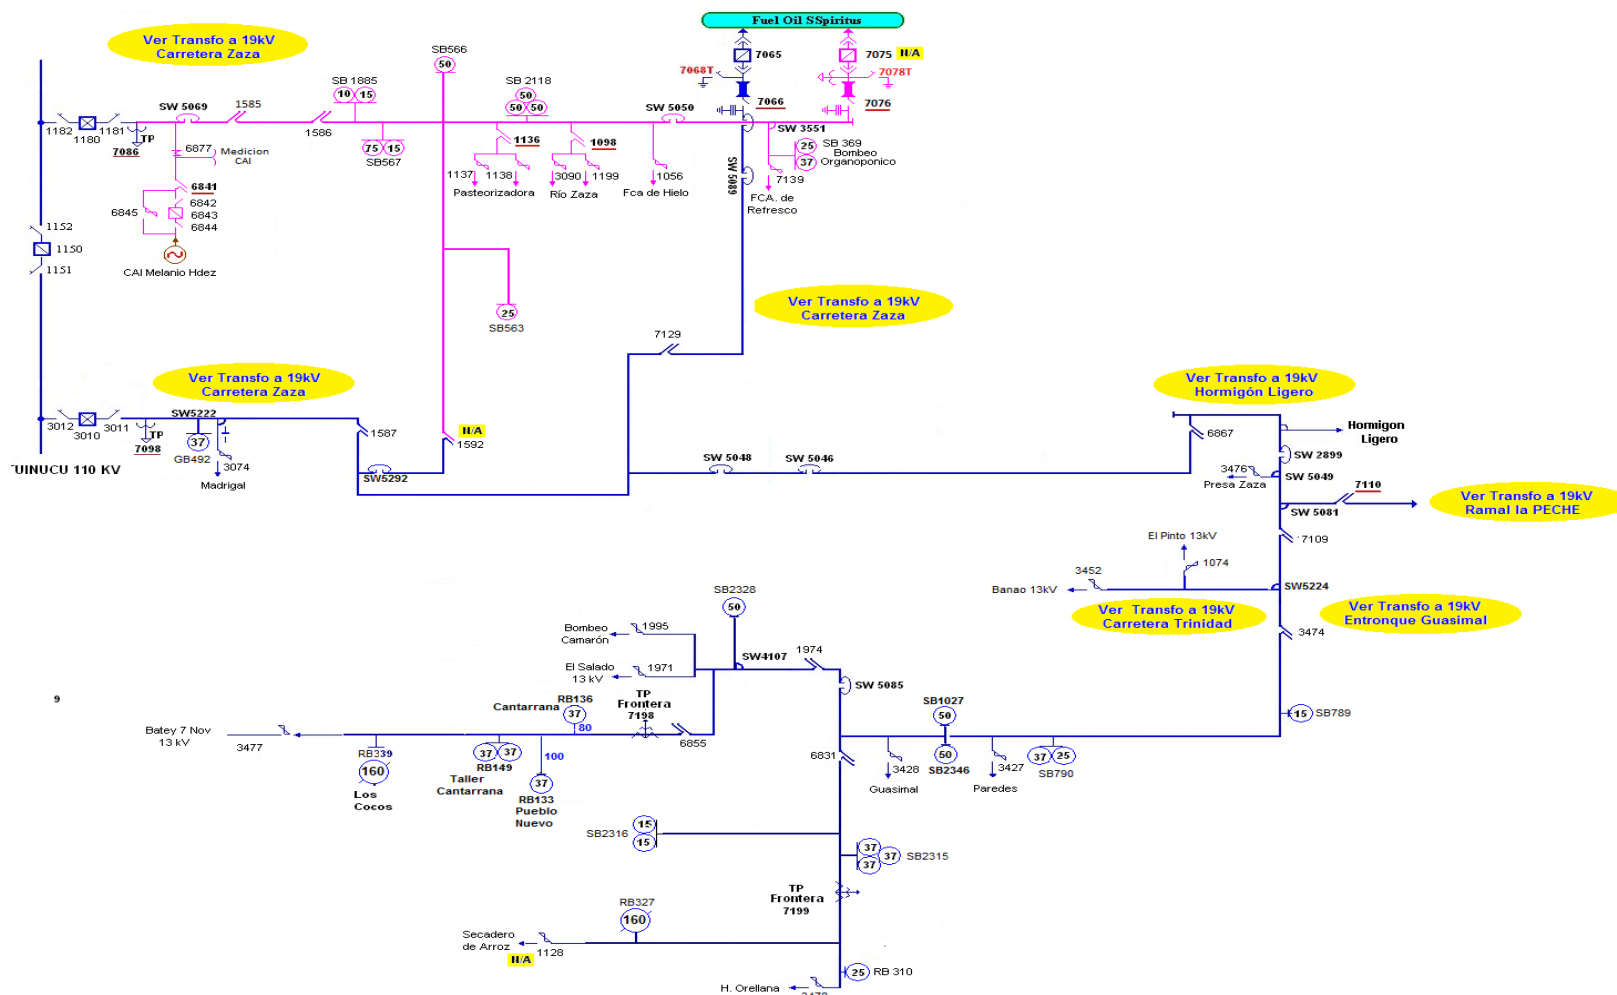 Fuel Oil SSpiritus
Ver Transfo a 19kV
Carretera Zaza
SB566
50
7065
7075
N/A
7068T
7078T
SB 1885
10
15
SB 2118
50
50
50
SW 5069
1585
SW 5050
7066
7076
1182
1180
1181
TP
7086
6877
Medicion
CAI
1586
75
15
SB567
1136
1098
SW 3551
25
37
SB 369
Bombeo
Organoponico
1137
1138
Pasteorizadora
3090
1199
Río Zaza
1056
Fca de Hielo
SW 5089
7139
FCA. de
Refresco
6841
6842
6843
6844
6845
CAI Melanio Hdez
1152
1150
1151
25
SB563
Ver Transfo a 19kV
Carretera Zaza
7129
Ver Transfo a 19kV
Carretera Zaza
Ver Transfo a 19kV
Hormigón Ligero
3012
3010
3011
TP
7098
SW5222
37
GB492
3074
Madrigal
1587
N/A
1592
SW5292
SW 5048
SW 5046
6867
Hormigon
Ligero
SW 2899
3476
Presa Zaza
SW 5049
UINUCU 110 KV
7110
SW 5081
Ver Transfo a 19kV
Ramal la PECHE
7109
El Pinto 13kV
1074
3452
Banao 13kV
SW5224
Ver Transfo a 19kV
Carretera Trinidad
Ver Transfo a 19kV
Entronque Guasimal
3474
SB2328
50
Bombeo
Camarón
1995
El Salado
13 kV
1971
SW4107
1974
SW 5085
9
Batey 7 Nov
13 kV
3477
Cantarrana
RB136
37
80
TP
Frontera
7198
6855
SB1027
50
50
SB2346
15
SB789
RB339
160
Los
Cocos
37
37
RB149
Taller
Cantarrana
100
37
RB133
Pueblo
Nuevo
6831
3428
Guasimal
3427
Paredes
37
25
SB790
SB2316
15
15
37
37
37
SB2315
TP
Frontera
7199
RB327
160
Secadero
de Arroz
N/A
1128
25
RB 310
H. Orellana